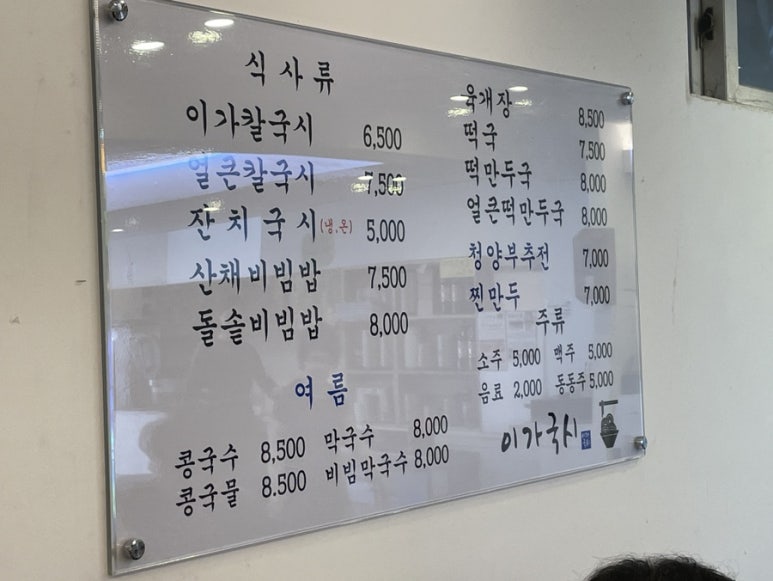 식사류
이가칼국시 6,500
얼큰칼국시 7,500
잔치국시(냉,온) 5,000
산채비빔밥 7,500
돌솥비빔밥 8,000
여름
콩국수 8,500 막국수 8,000
콩국물 8.500 비빔막국수 8,000
육개장 8,500
떡국 7,500
떡만두국 8,000
얼큰떡만두국 8,000
청양부추전 7,000
찐만두 7,000
주류
소주 5,000 맥주 5,000
음료 2,000 동동주 5,000
이가국시